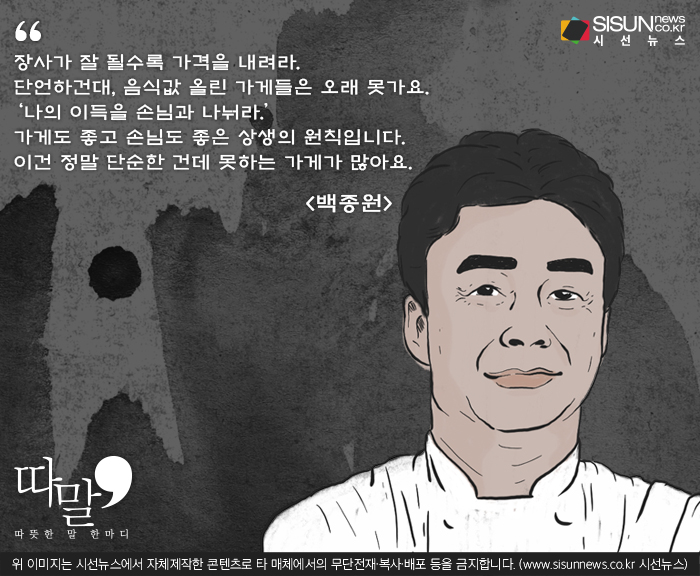 SISUN news
co.kr
시선뉴스
장사가 잘 될수록 가격을 내려라.
단언하건대, 음식값 올린 가게들은 오래 못가요.
‘나의 이득을 손님과 나눠라.’
가게도 좋고 손님도 좋은 상생의 원칙입니다.
이건 정말 단순한 건데 못하는 가게가 많아요.
<백종원>
따말
따뜻한 말 한마디
위 이미지는 시선뉴스에서 자체제작한 콘텐츠로 타 매체에서의 무단전재·복사·배포 등을 금지합니다. (www.sisunnews.co.kr 시선뉴스)